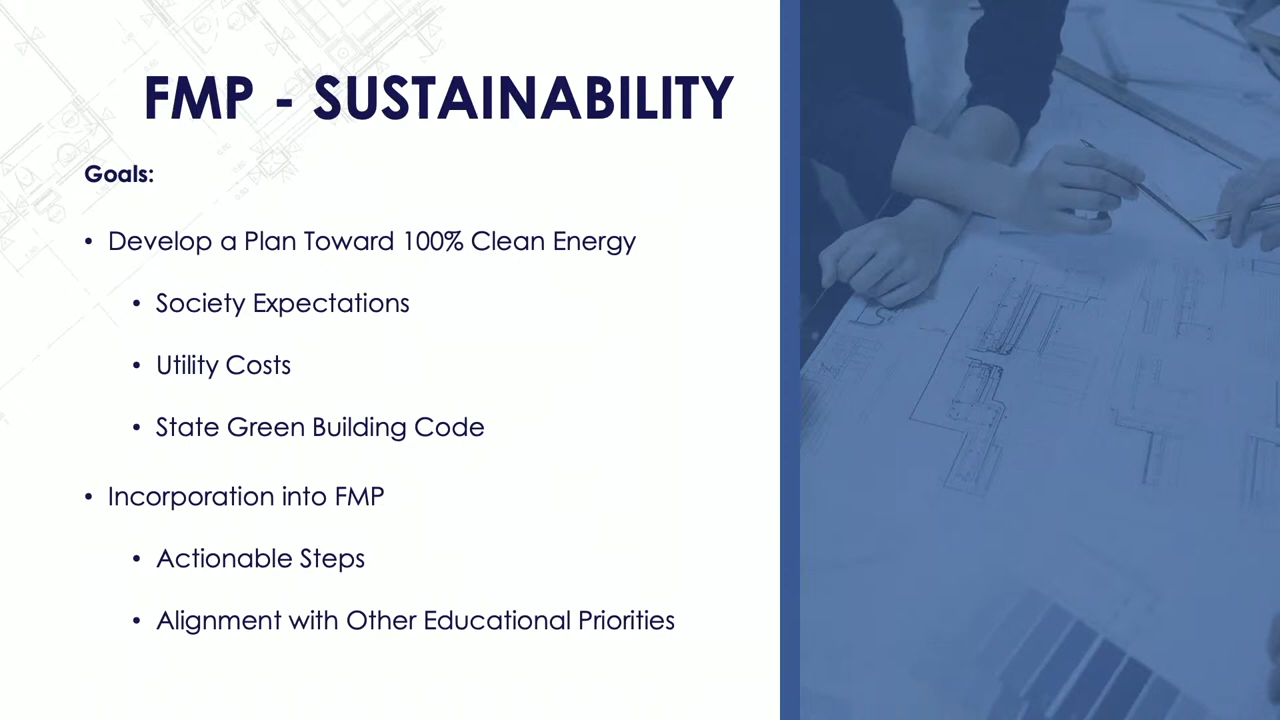 FMP - SUSTAINABILITY
Goals:
• Develop a Plan Toward 100% Clean Energy
• Society Expectations
• Utility Costs
• State Green Building Code
• Incorporation into FMP
• Actionable Steps
• Alignment with Other Educational Priorities